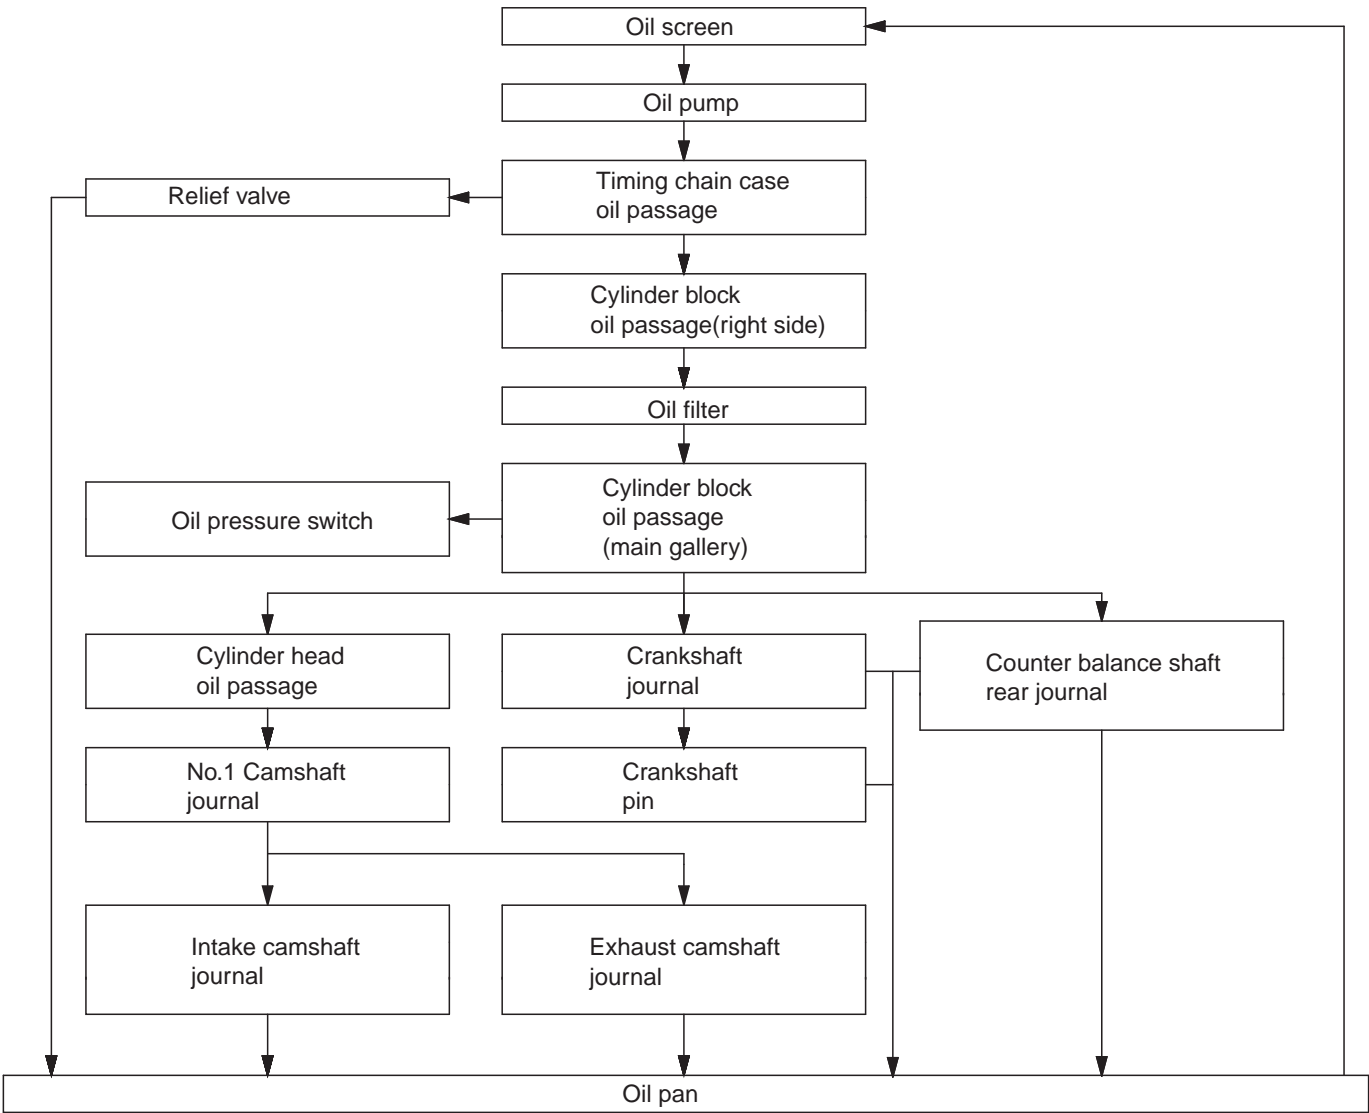 Oil screen
Oil pump
Timing chain case
oil passage
Relief valve
Cylinder block
oil passage(right side)
Oil filter
Cylinder block
oil passage
(main gallery)
Oil pressure switch
Cylinder head
oil passage
Crankshaft
journal
Counter balance shaft
rear journal
No.1 Camshaft
journal
Crankshaft
pin
Intake camshaft
journal
Exhaust camshaft
journal
Oil pan